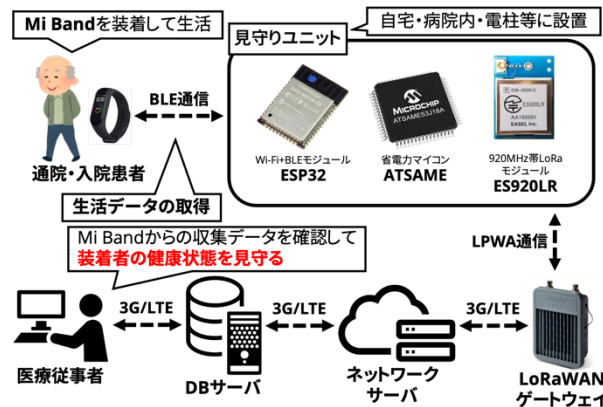 Mi Bandを装着して生活
自宅・病院内・電柱等に設置
見守りユニット
BLE通信
MICROCHIP
ATSAME53J18A
ES920LR
AA160001
EASEL Inc.
Wi-Fi+BLEモジュール
ESP32
省電力マイコン
ATSAME
920MHz帯LoRa
モジュール
ES920LR
通院・入院患者
生活データの取得
Mi Bandからの収集データを確認して
装着者の健康状態を見守る
LPWA通信
3G/LTE
3G/LTE
3G/LTE
医療従事者
DBサーバ
ネットワーク
サーバ
LoRaWAN
ゲートウェイ